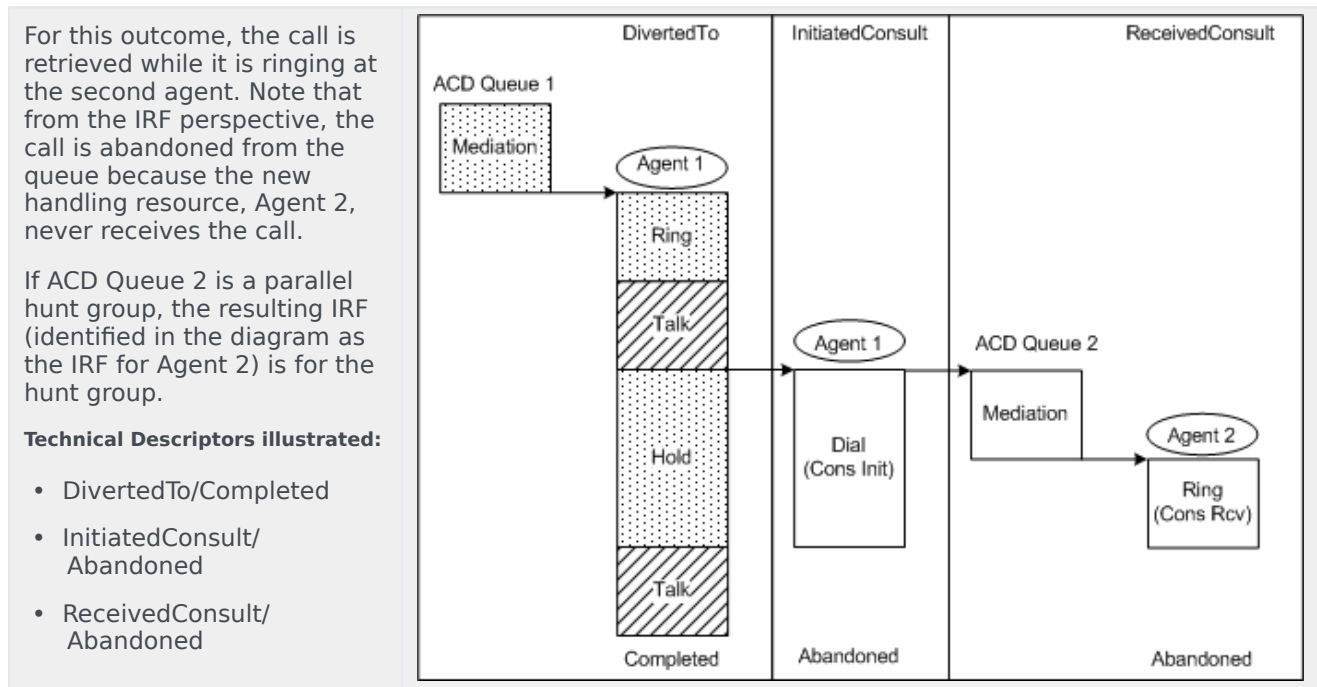 For this outcome, the call is
retrieved while it is ringing at
the second agent. Note that
from the IRF perspective, the
call is abandoned from the
queue because the new
handling resource, Agent 2,
never receives the call.
If ACD Queue 2 is a parallel
hunt group, the resulting IRF
(identified in the diagram as
the IRF for Agent 2) is for the
hunt group.
Technical Descriptors illustrated:
• DivertedTo/Completed
• InitiatedConsult/
Abandoned
• ReceivedConsult/
Abandoned
DivertedTo
InitiatedConsult
ReceivedConsult
ACD Queue 1
Mediation
Agent 1
Ring
Talk
Hold
Talk
Completed
Agent 1
Dial
(Cons Init)
Abandoned
ACD Queue 2
Mediation
Agent 2
Ring
(Cons Rcv)
Abandoned